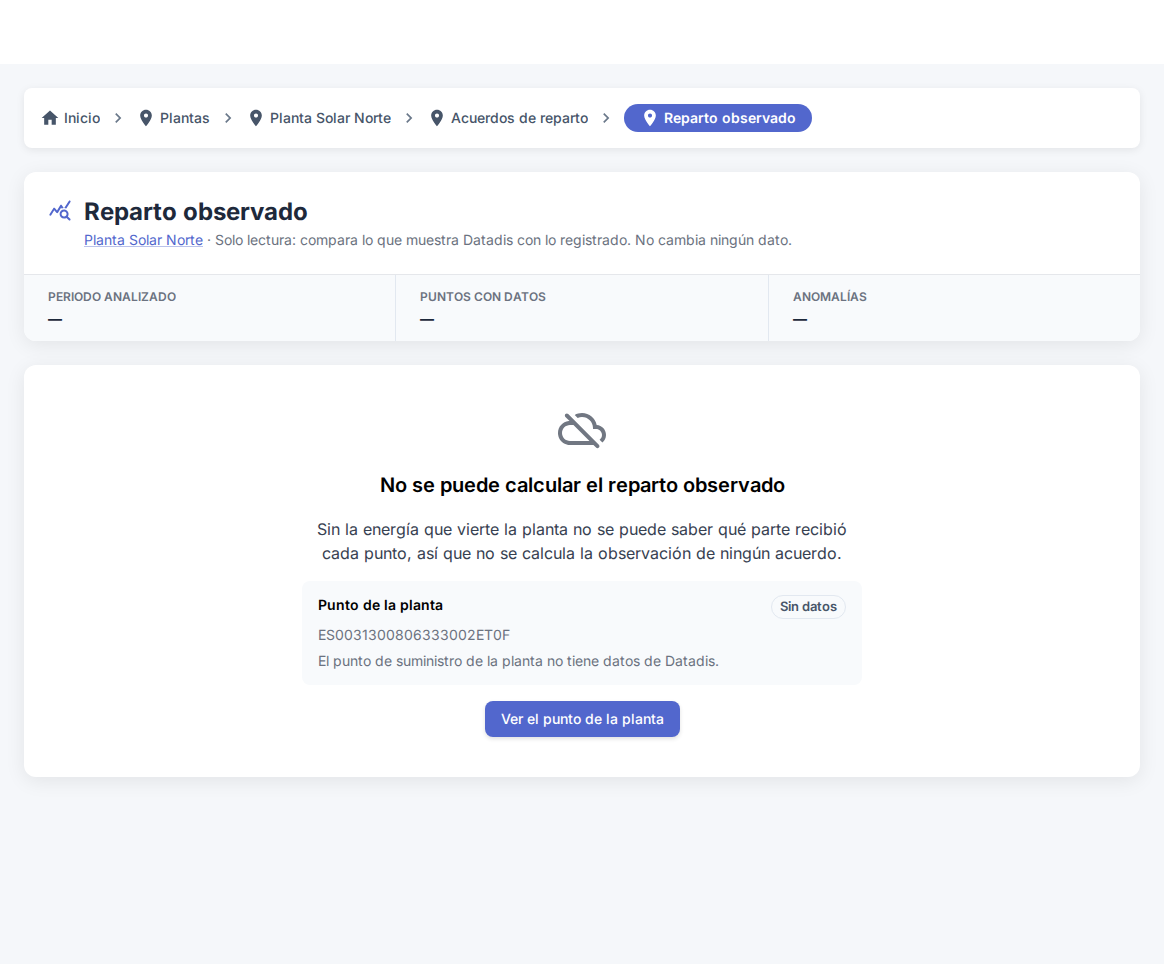 Inicio > Plantas > Planta Solar Norte > Acuerdos de reparto > Reparto observado
Reparto observado
Planta Solar Norte · Solo lectura: compara lo que muestra Datadis con lo registrado. No cambia ningún dato.
PERIODO ANALIZADO
—
PUNTOS CON DATOS
—
ANOMALÍAS
—
No se puede calcular el reparto observado
Sin la energía que vierte la planta no se puede saber qué parte recibió
cada punto, así que no se calcula la observación de ningún acuerdo.
Punto de la planta
Sin datos
ES0031300806333002ET0F
El punto de suministro de la planta no tiene datos de Datadis.
Ver el punto de la planta